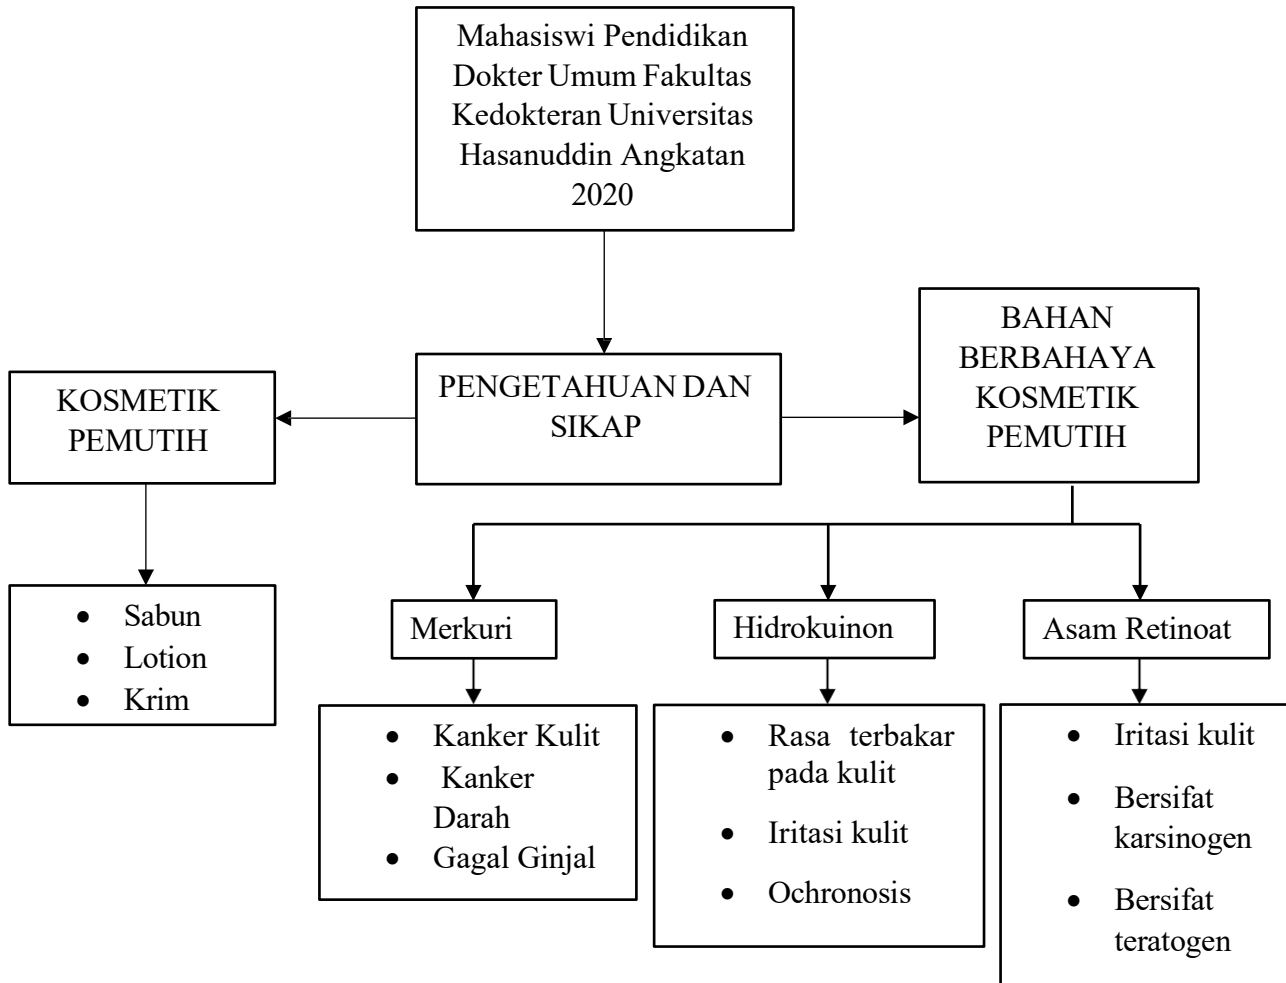 Mahasiswi Pendidikan
Dokter Umum Fakultas
Kedokteran Universitas
Hasanuddin Angkatan
2020
PENGETAHUAN DAN
SIKAP
KOSMETIK
PEMUTIH
BAHAN
BERBAHAYA
KOSMETIK
PEMUTIH
• Sabun
• Lotion
• Krim
Merkuri
Hidrokuinon
Asam Retinoat
• Kanker Kulit
• Kanker
Darah
• Gagal Ginjal
• Rasa terbakar
pada kulit
• Iritasi kulit
• Ochronosis
• Iritasi kulit
• Bersifat
karsinogen
• Bersifat
teratogen